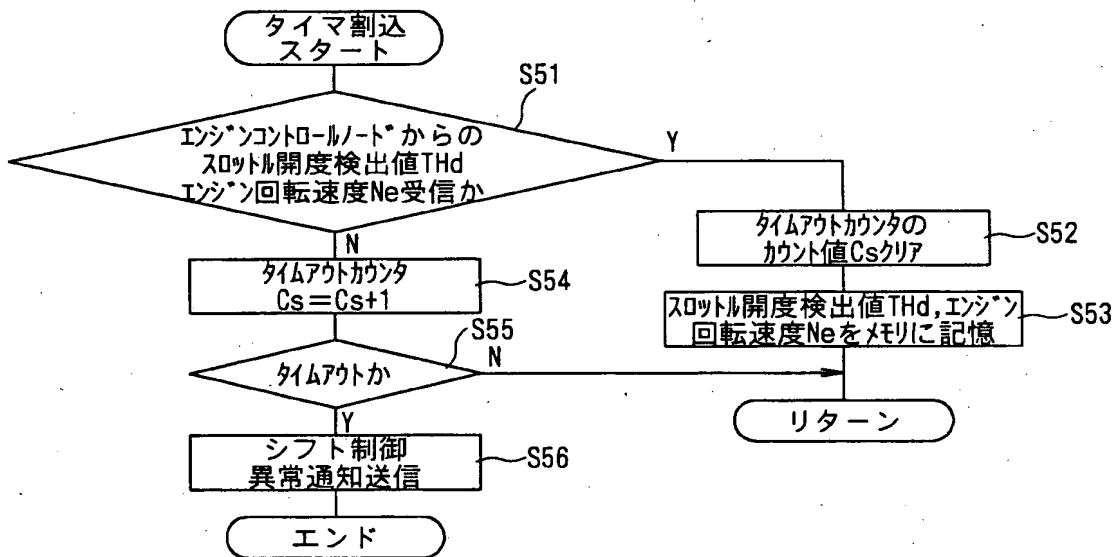 タイマ割込
スタート
S51
エンジンコントロールノードからの
スロットル開度検出値THd
エンジン回転速度Ne受信か
Y
N
タイムアウトカウンタの
カウント値Csクリア
S52
タイムアウトカウンタ
Cs=Cs+1
S54
スロットル開度検出値THd,エンジン
回転速度Neをメモリに記憶
S53
S55
タイムアウトか
N
Y
リターン
シフト制御
異常通知送信
S56
エンド